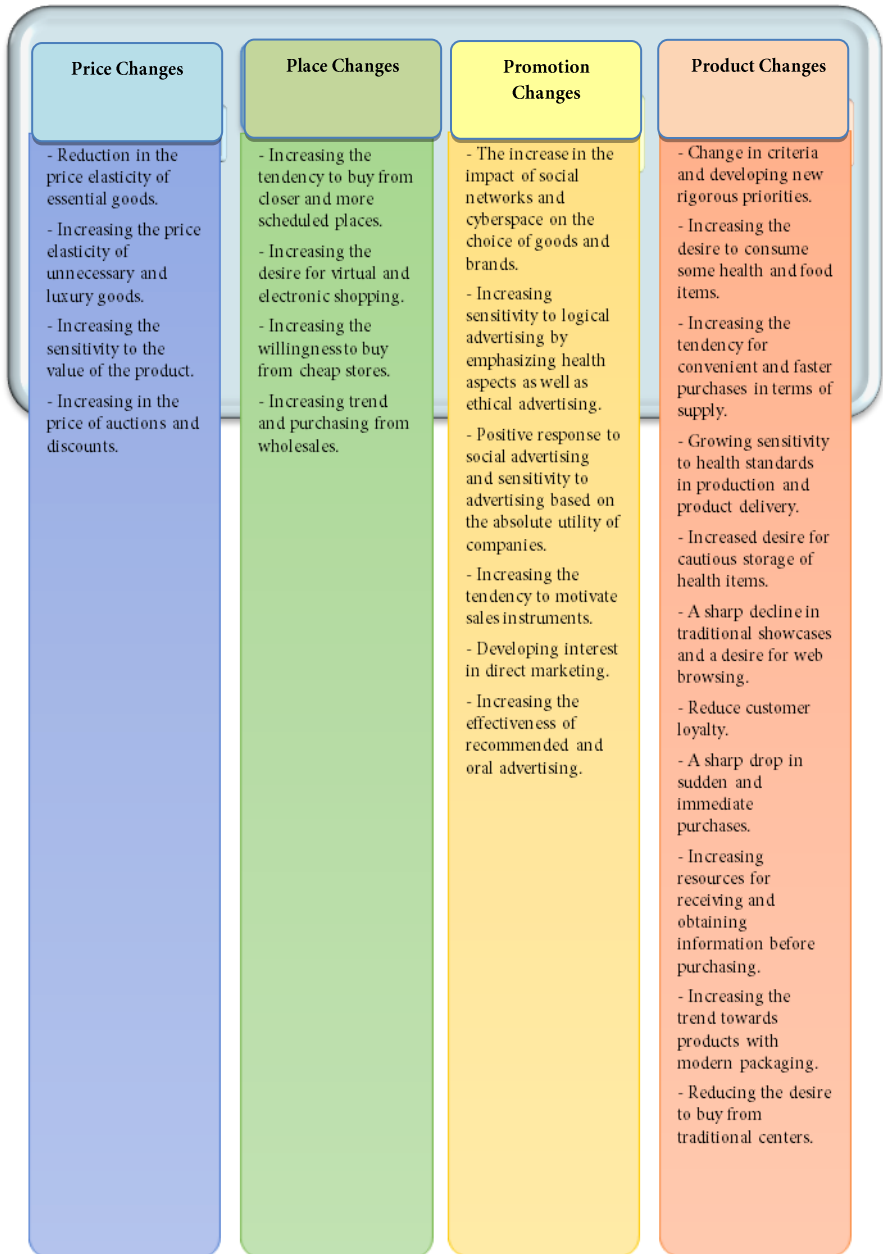 Price Changes
- Reduction in the
price elasticity of
essential goods.
- Increasing the price
elasticity of
unnecessary and
luxury goods.
- Increasing the
sensitivity to the
value of the product.
- Increasing in the
price of auctions and
discounts.
Place Changes
- Increasing the
tendency to buy from
closer and more
scheduled places.
- Increasing the
desire for virtual and
electronic shopping.
- Increasing the
willingness to buy
from cheap stores.
- Increasing trend
and purchasing from
wholesales.
Promotion
Changes
- The increase in the
impact of social
networks and
cyberspace on the
choice of goods and
brands.
- Increasing
sensitivity to logical
advertising by
emphasizing health
aspects as well as
ethical advertising.
- Positive response to
social advertising
and sensitivity to
advertising based on
the absolute utility of
companies.
- Increasing the
tendency to motivate
sales instruments.
- Developing interest
in direct marketing.
- Increasing the
effectiveness of
recommended and
oral advertising.
Product Changes
- Change in criteria
and developing new
rigorous priorities.
- Increasing the
desire to consume
some health and food
items.
- Increasing the
tendency for
convenient and faster
purchases in terms of
supply.
- Growing sensitivity
to health standards
in production and
product delivery.
- Increased desire for
cautious storage of
health items.
- A sharp decline in
traditional showcases
and a desire for web
browsing.
- Reduce customer
loyalty.
- A sharp drop in
sudden and
immediate
purchases.
- Increasing
resources for
receiving and
obtaining
information before
purchasing.
- Increasing the
trend towards
products with
modern packaging.
- Reducing the desire
to buy from
traditional centers.